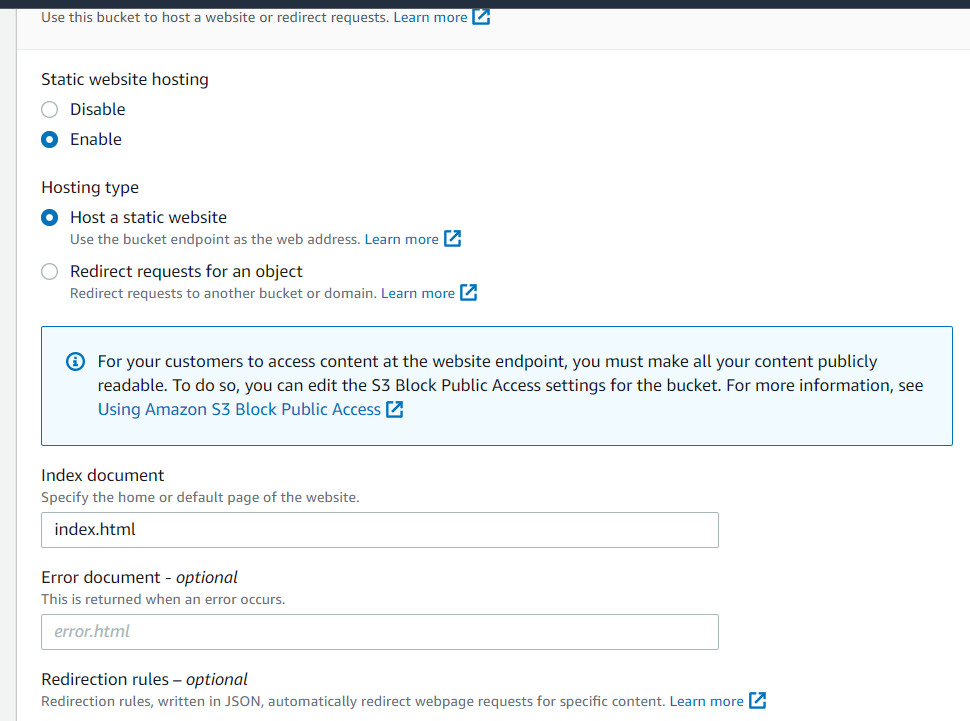 Use this bucket to host a website or redirect requests. Learn more
Static website hosting
Disable
Enable
Hosting type
Host a static website
Use the bucket endpoint as the web address. Learn more
Redirect requests for an object
Redirect requests to another bucket or domain. Learn more
For your customers to access content at the website endpoint, you must make all your content publicly
readable. To do so, you can edit the S3 Block Public Access settings for the bucket. For more information, see
Using Amazon S3 Block Public Access
Index document
Specify the home or default page of the website.
index.html
Error document - optional
This is returned when an error occurs.
error.html
Redirection rules – optional
Redirection rules, written in JSON, automatically redirect webpage requests for specific content. Learn more